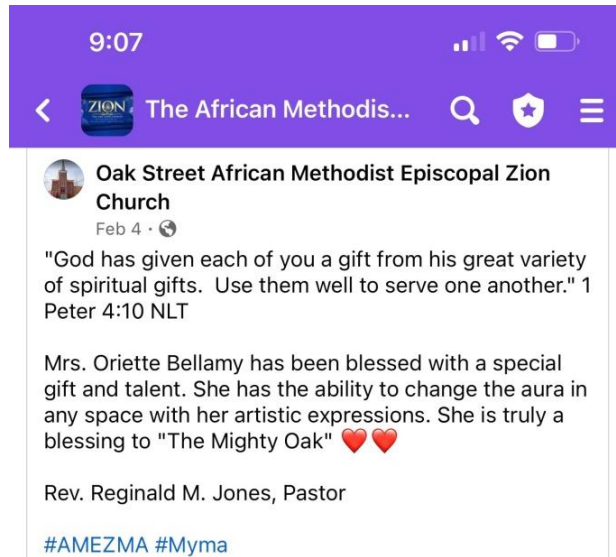 9:07
ZION
The African Methodis...
Oak Street African Methodist Episcopal Zion
Church
Feb 4 ·
"God has given each of you a gift from his great variety
of spiritual gifts.  Use them well to serve one another." 1
Peter 4:10 NLT
Mrs. Oriette Bellamy has been blessed with a special
gift and talent. She has the ability to change the aura in
any space with her artistic expressions. She is truly a
blessing to "The Mighty Oak" ❤️❤️
Rev. Reginald M. Jones, Pastor
#AMEZMA #Myma